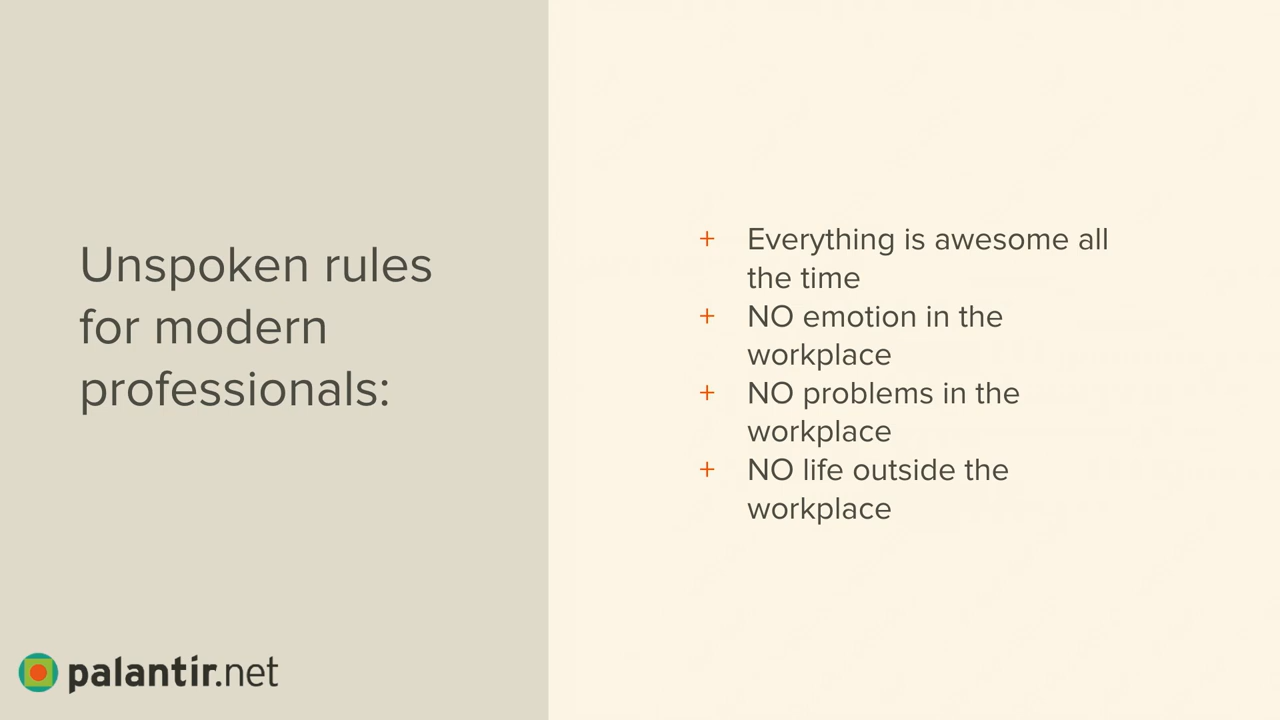 Unspoken rules
for modern
professionals:
+ Everything is awesome all
the time
+ NO emotion in the
workplace
+ NO problems in the
workplace
+ NO life outside the
workplace
palantir.net